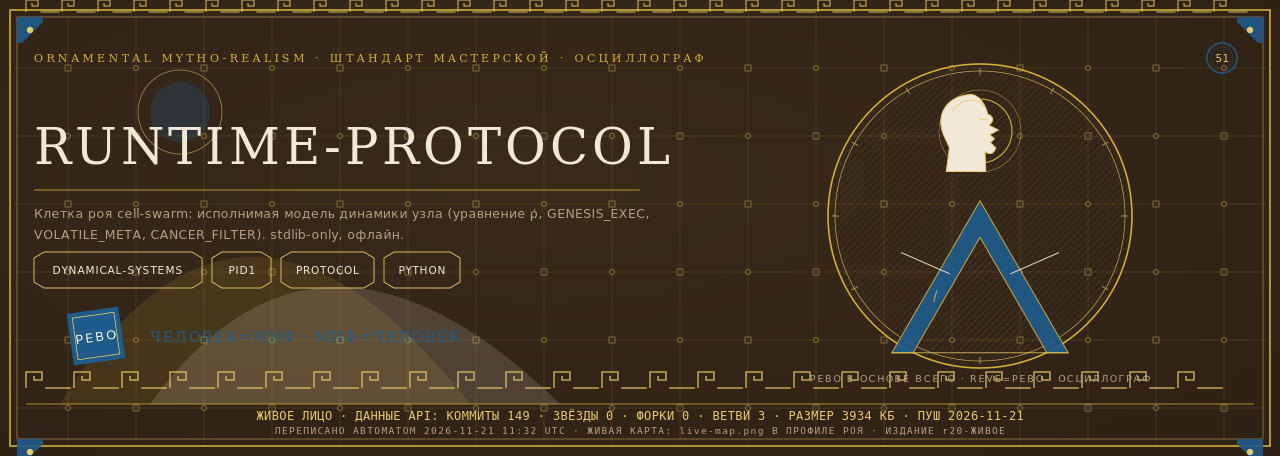 ORNAMENTAL MYTHO-REALISM · ШТАНДАРТ МАСТЕРСКОЙ · ОСЦИЛЛОГРАФ
51
RUNTIME-PROTOCOL
Клетка роя cell-swarm: исполнимая модель динамики узла (уравнение ρ̇, GENESIS_EXEC,
VOLATILE_META, CANCER_FILTER). stdlib-only, офлайн.
DYNAMICAL-SYSTEMS
PID1
PROTOCOL
PYTHON
РЕВО
ЧЕЛОВЕК=МИФ · МИФ=ЧЕЛОВЕК
РЕВО В ОСНОВЕ ВСЕГО · REVE=РЕВО · ОСЦИЛЛОГРАФ
ЖИВОЕ ЛИЦО · ДАННЫЕ API: КОММИТЫ 149 · ЗВЁЗДЫ 0 · ФОРКИ 0 · ВЕТВИ 3 · РАЗМЕР 3934 КБ · ПУШ 2026-11-21
ПЕРЕПИСАНО АВТОМАТОМ 2026-11-21 11:32 UTC · ЖИВАЯ КАРТА: live-map.png В ПРОФИЛЕ РОЯ · ИЗДАНИЕ r20-ЖИВОЕ